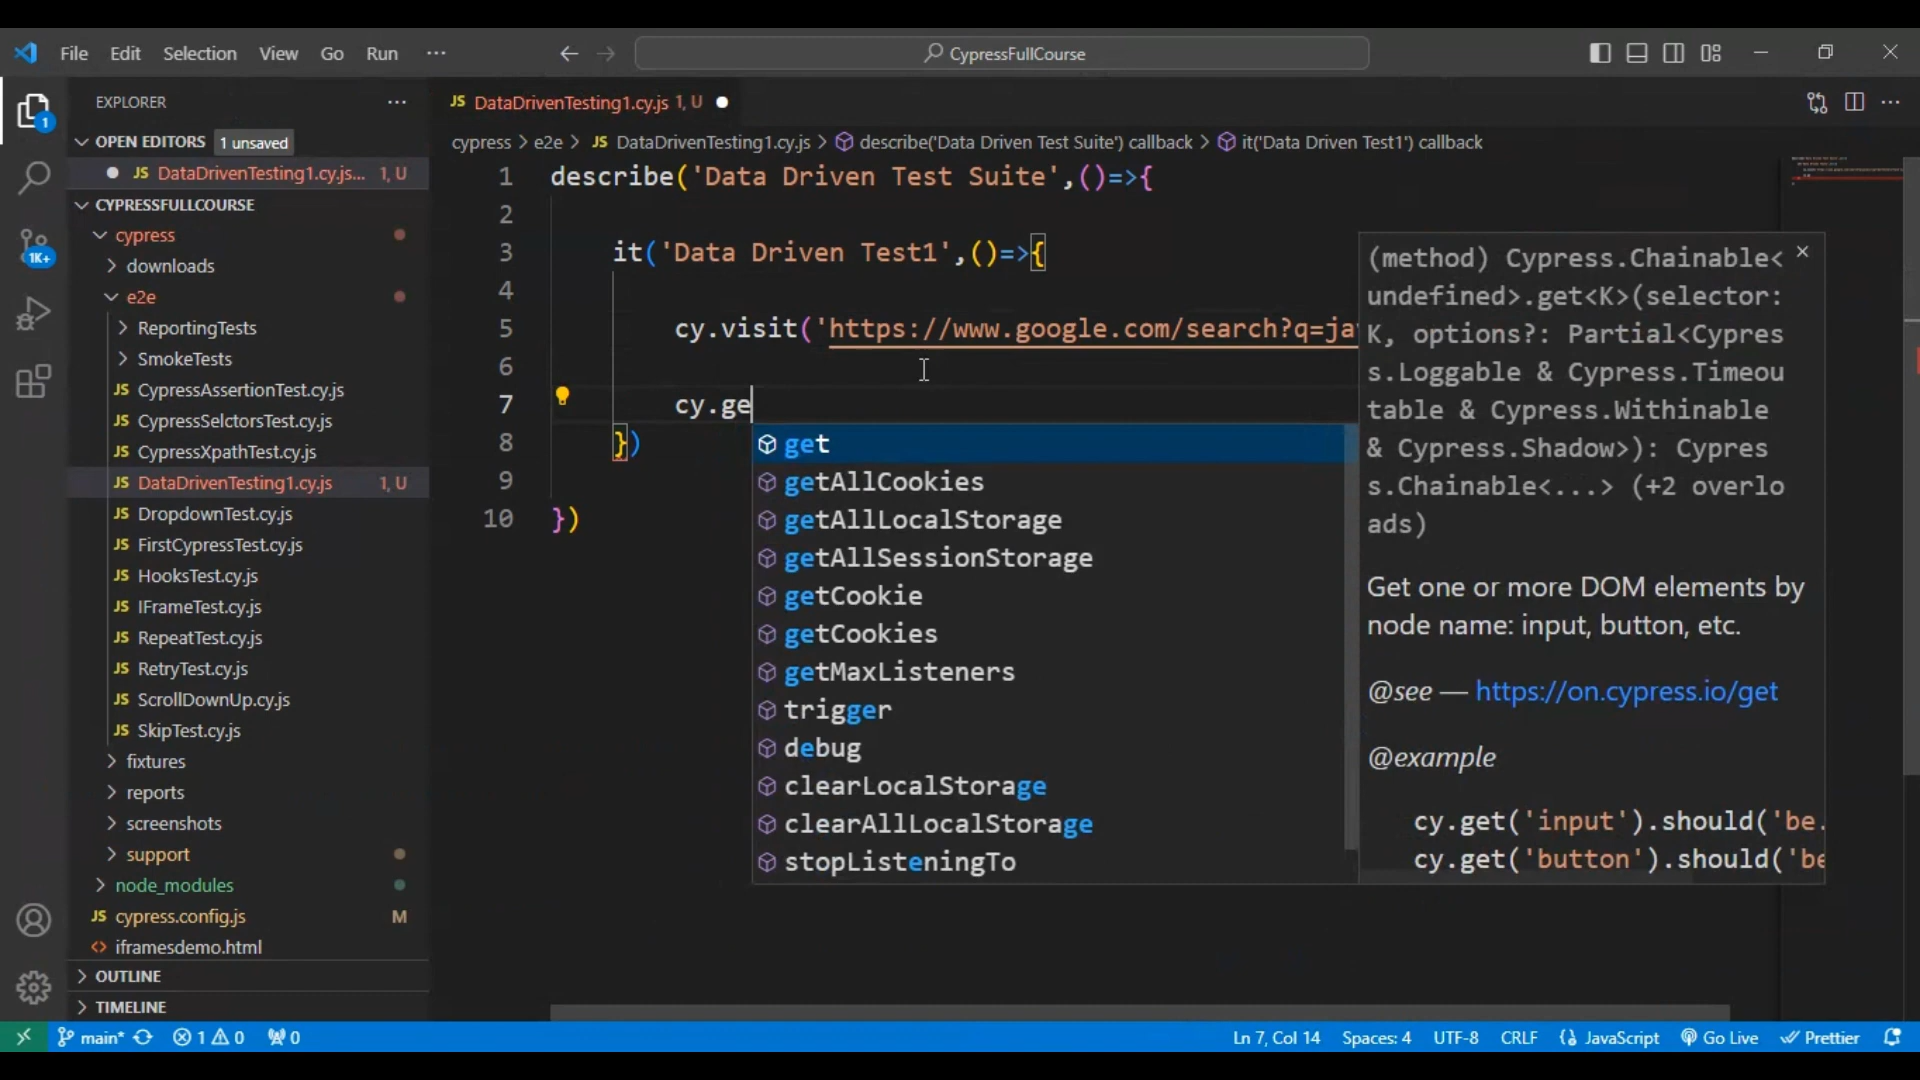 File Edit Selection View Go Run ··· CypressFullCourse
EXPLORER ···
OPEN EDITORS 1 unsaved
JS DataDrivenTesting1.cy.js... 1, U
CYPRESSFULLCOURSE
cypress
downloads
e2e
ReportingTests
SmokeTests
JS CypressAssertionTest.cy.js
JS CypressSelctorsTest.cy.js
JS CypressXpathTest.cy.js
JS DataDrivenTesting1.cy.js 1, U
JS DropdownTest.cy.js
JS FirstCypressTest.cy.js
JS HooksTest.cy.js
JS IFrameTest.cy.js
JS RepeatTest.cy.js
JS RetryTest.cy.js
JS ScrollDownUp.cy.js
JS SkipTest.cy.js
fixtures
reports
screenshots
support
node_modules
JS cypress.config.js M
<> iframesdemo.html
OUTLINE
TIMELINE
1
1K+
JS DataDrivenTesting1.cy.js 1, U
cypress > e2e > JS DataDrivenTesting1.cy.js > describe('Data Driven Test Suite') callback > it('Data Driven Test1') callback
1 describe('Data Driven Test Suite',()=>{
2
3 it('Data Driven Test1',()=>{
4
5 cy.visit('https://www.google.com/search?q=ja
6
7 cy.ge
8 })
9
10 })
get
getAllCookies
getAllLocalStorage
getAllSessionStorage
getCookie
getCookies
getMaxListeners
trigger
debug
clearLocalStorage
clearAllLocalStorage
stopListeningTo
(method) Cypress.Chainable<
undefined>.get<K>(selector:
K, options?: Partial<Cypres
s.Loggable & Cypress.Timeou
table & Cypress.Withinable
& Cypress.Shadow>): Cypres
s.Chainable<...> (+2 overlo
ads)
Get one or more DOM elements by
node name: input, button, etc.
@see — https://on.cypress.io/get
@example
cy.get('input').should('be.
cy.get('button').should('be
main* 1 0 0 Ln 7, Col 14 Spaces: 4 UTF-8 CRLF {} JavaScript Go Live Prettier